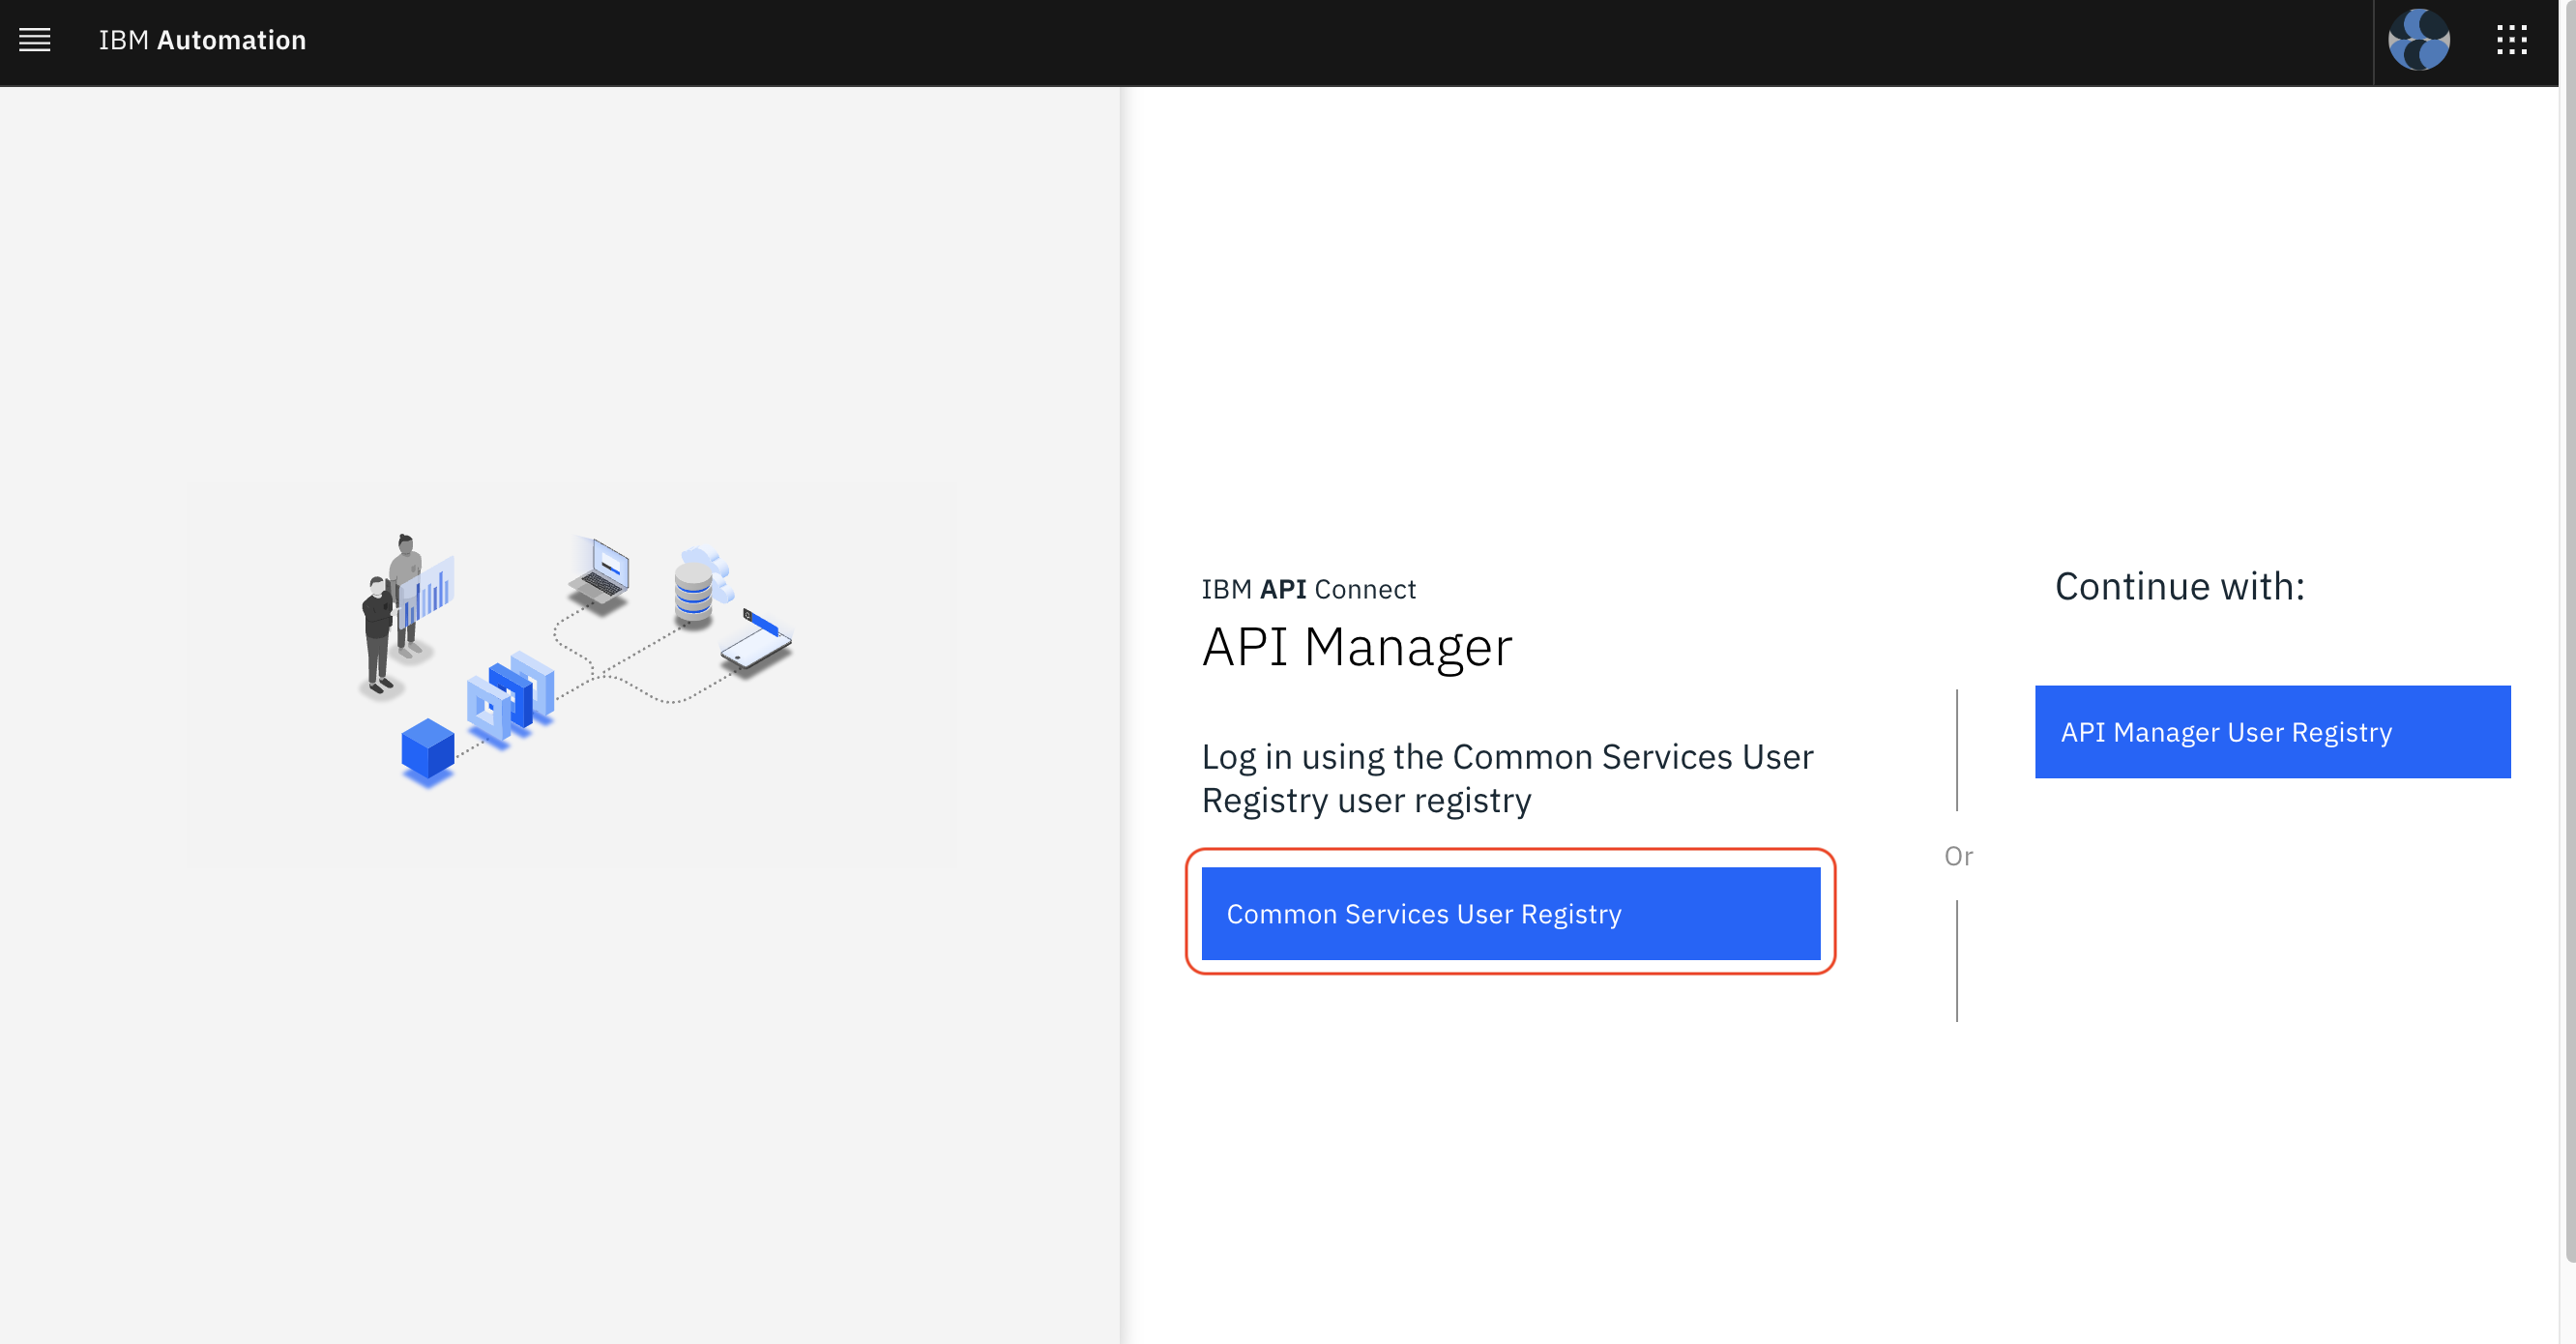 IBM Automation
IBM API Connect
API Manager
Log in using the Common Services User
Registry user registry
Common Services User Registry
Or
Continue with:
API Manager User Registry